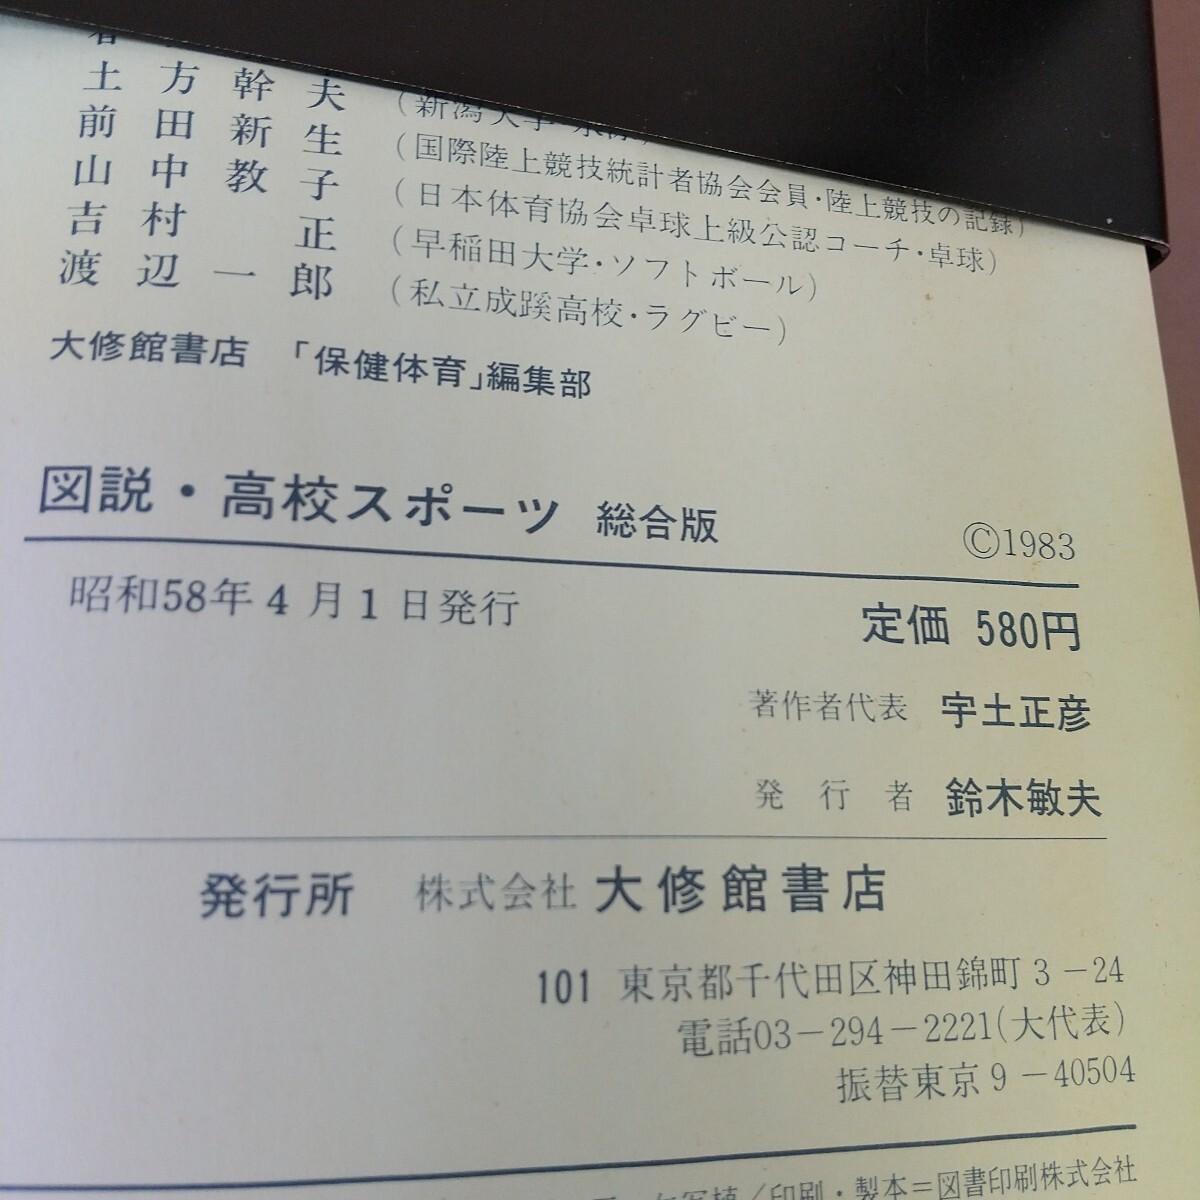 土方幹夫 (新潟大学
前田新生 (国際陸上競技統計者協会会員・陸上競技の記録)
山中教子 (日本体育協会卓球上級公認コーチ・卓球)
吉村 正 (早稲田大学・ソフトボール)
渡辺一郎 (私立成蹊高校・ラグビー)
大修館書店 「保健体育」編集部
図説・高校スポーツ 総合版 ©1983
昭和58年4月1日発行 定価 580円
著作者代表 宇土正彦
発行者 鈴木敏夫
発行所 株式会社 大修館書店
101 東京都千代田区神田錦町3-24
電話03-294-2221(大代表)
振替東京9-40504
印刷・製本=図書印刷株式会社